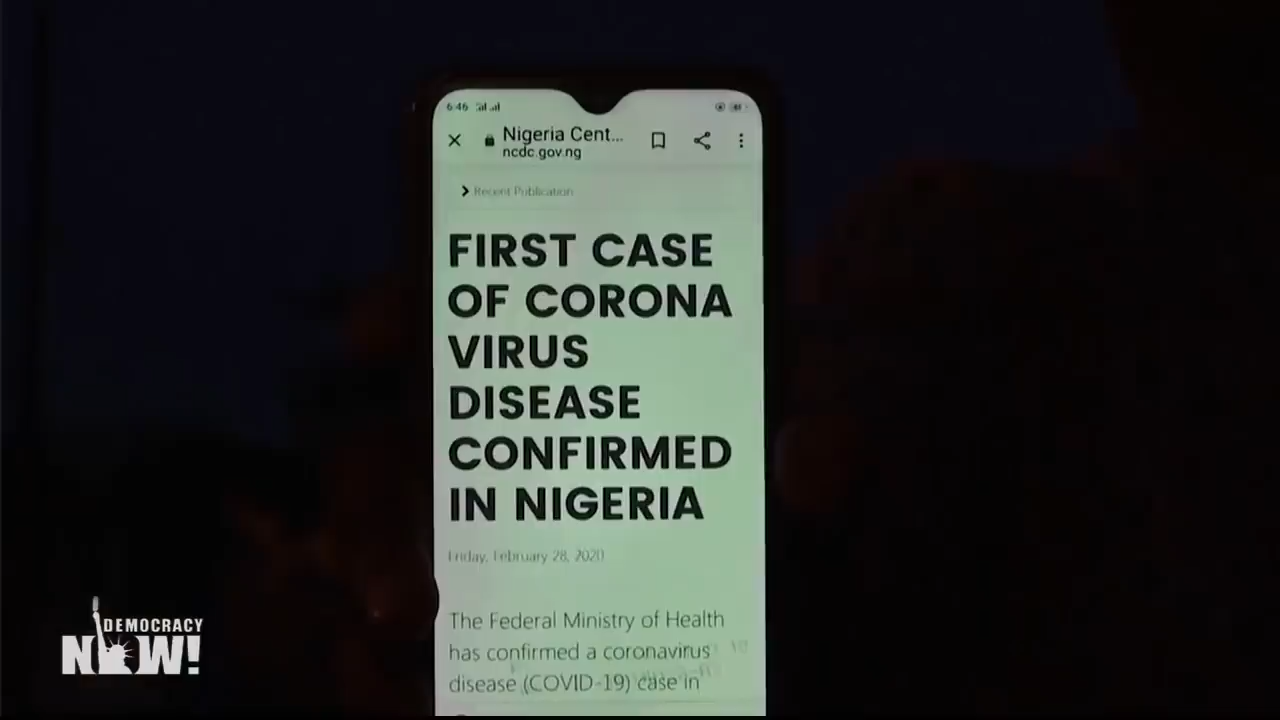 6:46
Nigeria Cent...
ncdc.gov.ng
Recent Publication
FIRST CASE
OF CORONA
VIRUS
DISEASE
CONFIRMED
IN NIGERIA
Friday, February 28, 2020
The Federal Ministry of Health
has confirmed a coronavirus
disease (COVID-19) case in
DEMOCRACY
NOW!